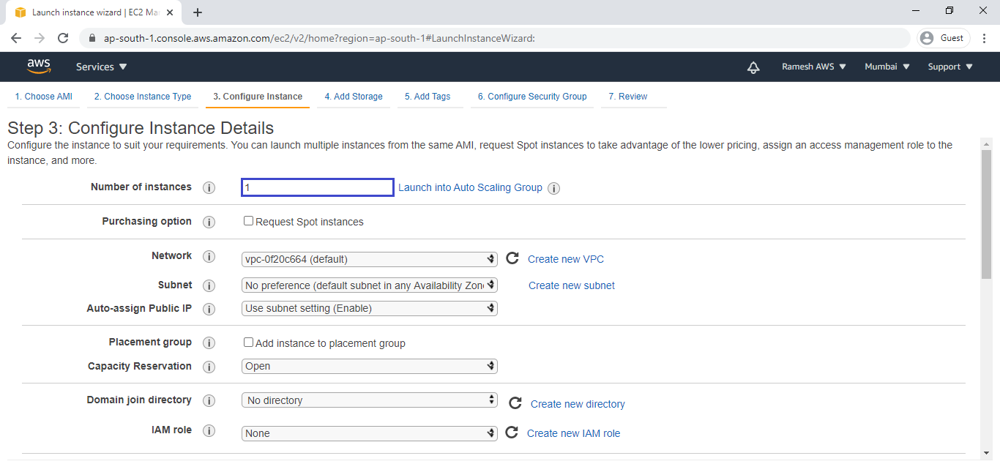 Launch instance wizard | EC2 Mar
ap-south-1.console.aws.amazon.com/ec2/v2/home?region=ap-south-1#LaunchInstanceWizard:
Guest
aws
Services
Ramesh AWS
Mumbai
Support
1. Choose AMI
2. Choose Instance Type
3. Configure Instance
4. Add Storage
5. Add Tags
6. Configure Security Group
7. Review
Step 3: Configure Instance Details
Configure the instance to suit your requirements. You can launch multiple instances from the same AMI, request Spot instances to take advantage of the lower pricing, assign an access management role to the
instance, and more.
Number of instances
1
Launch into Auto Scaling Group
Purchasing option
Request Spot instances
Network
vpc-0f20c664 (default)
Create new VPC
Subnet
No preference (default subnet in any Availability Zon
Create new subnet
Auto-assign Public IP
Use subnet setting (Enable)
Placement group
Add instance to placement group
Capacity Reservation
Open
Domain join directory
No directory
Create new directory
IAM role
None
Create new IAM role